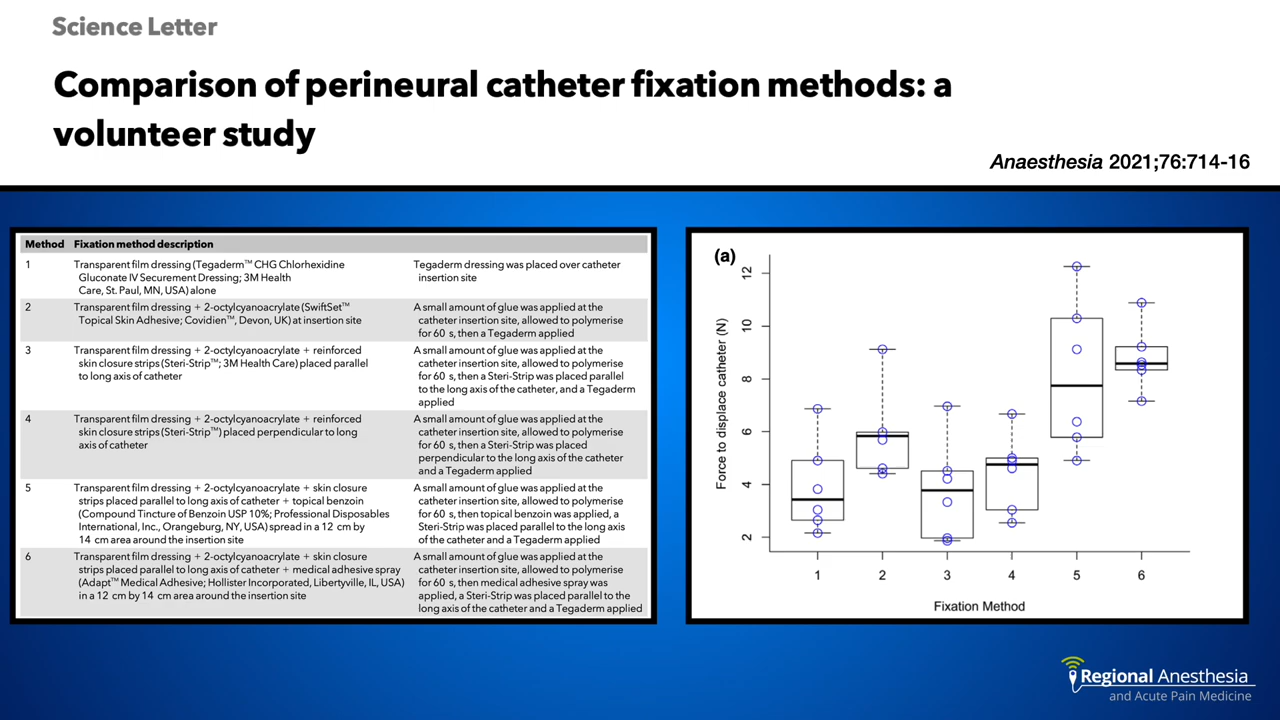 Science Letter
Comparison of perineural catheter fixation methods: a
volunteer study
Anaesthesia 2021;76:714-16
Method Fixation method description
1
Transparent film dressing (Tegaderm™ CHG Chlorhexidine
Gluconate IV Securement Dressing; 3M Health
Care, St. Paul, MN, USA) alone
Tegaderm dressing was placed over catheter
insertion site
2
Transparent film dressing + 2-octylcyanoacrylate (SwiftSet™
Topical Skin Adhesive; Covidien™, Devon, UK) at insertion site
A small amount of glue was applied at the
catheter insertion site, allowed to polymerise
for 60 s, then a Tegaderm applied
3
Transparent film dressing + 2-octylcyanoacrylate + reinforced
skin closure strips (Steri-Strip™; 3M Health Care) placed parallel
to long axis of catheter
A small amount of glue was applied at the
catheter insertion site, allowed to polymerise
for 60 s, then a Steri-Strip was placed parallel
to the long axis of the catheter, and a Tegaderm
applied
4
Transparent film dressing + 2-octylcyanoacrylate + reinforced
skin closure strips (Steri-Strip™) placed perpendicular to long
axis of catheter
A small amount of glue was applied at the
catheter insertion site, allowed to polymerise
for 60 s, then a Steri-Strip was placed
perpendicular to the long axis of the catheter
and a Tegaderm applied
5
Transparent film dressing + 2-octylcyanoacrylate + skin closure
strips placed parallel to long axis of catheter + topical benzoin
(Compound Tincture of Benzoin USP 10%; Professional Disposables
International, Inc., Orangeburg, NY, USA) spread in a 12 cm by
14 cm area around the insertion site
A small amount of glue was applied at the
catheter insertion site, allowed to polymerise
for 60 s, then topical benzoin was applied, a
Steri-Strip was placed parallel to the long axis
of the catheter and a Tegaderm applied
6
Transparent film dressing + 2-octylcyanoacrylate + skin closure
strips placed parallel to long axis of catheter + medical adhesive spray
(Adapt™ Medical Adhesive; Hollister Incorporated, Libertyville, IL, USA)
in a 12 cm by 14 cm area around the insertion site
A small amount of glue was applied at the
catheter insertion site, allowed to polymerise
for 60 s, then medical adhesive spray was
applied, a Steri-Strip was placed parallel to the
long axis of the catheter and a Tegaderm applied
(a)
Force to displace catheter (N)
12
10
8
6
4
2
1 2 3 4 5 6
Fixation Method
Regional Anesthesia
and Acute Pain Medicine